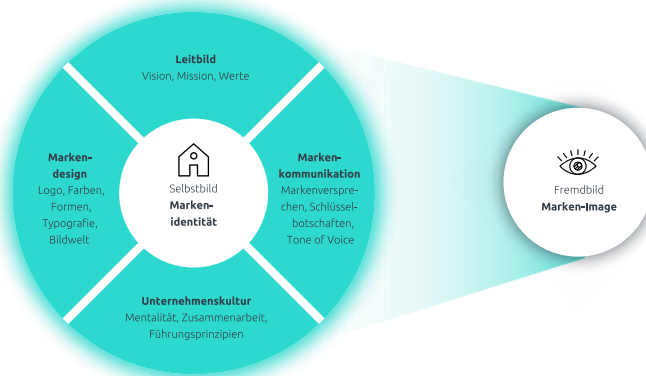 Leitbild
Vision, Mission, Werte
Marken-
design
Logo, Farben,
Formen,
Typografie,
Bildwelt
Selbstbild
Marken-
identität
Marken-
kommunikation
Markenverspre-
chen, Schlüssel-
botschaften,
Tone of Voice
Unternehmenskultur
Mentalität, Zusammenarbeit,
Führungsprinzipien
Fremdbild
Marken-Image